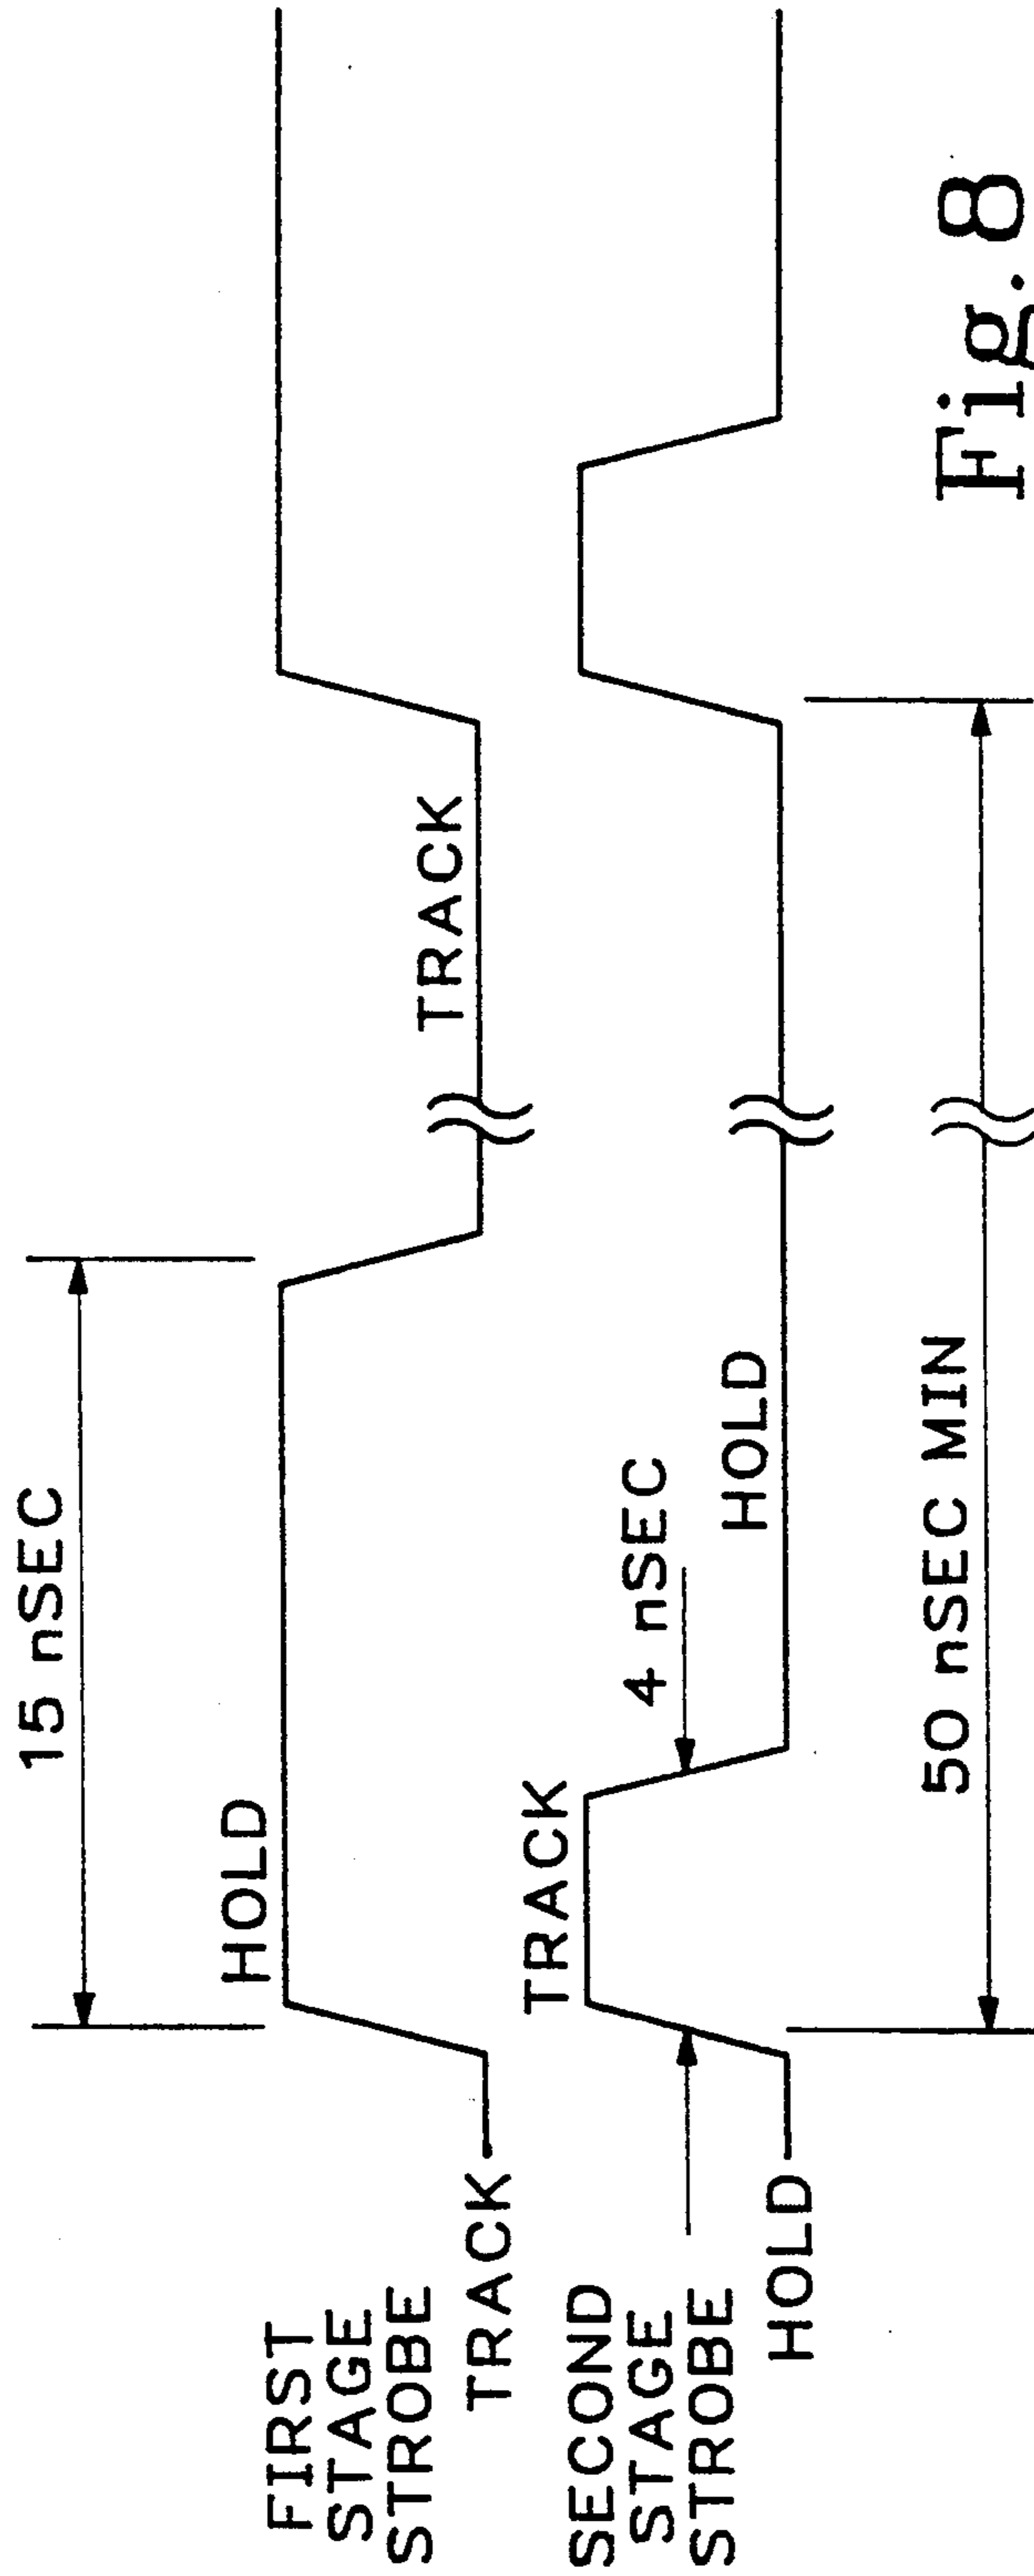 15 nSEC
HOLD
FIRST
STAGE
STROBE
TRACK
TRACK
TRACK
4 nSEC
SECOND
STAGE
STROBE
HOLD
HOLD
50 nSEC MIN
Fig. 8